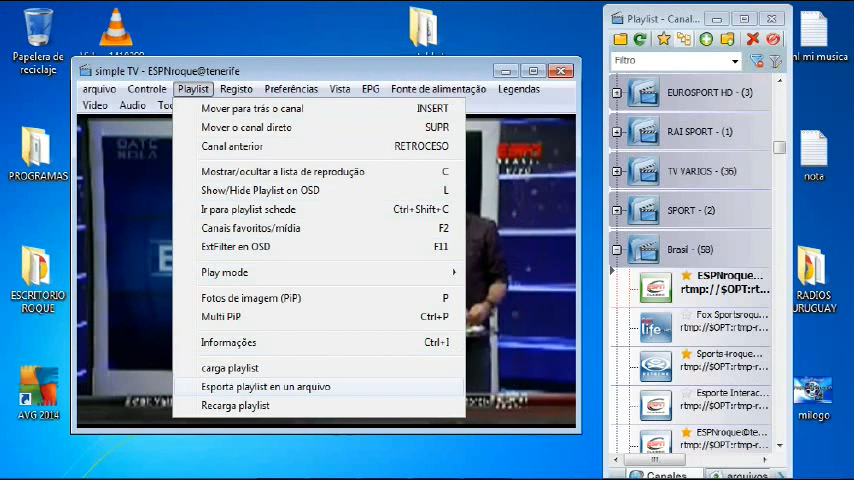 Papelera de
reciclaje
PROGRAMAS
ESCRITORIO
ROQUE
AVG 2014
simple TV - ESPNroque@tenerife
arquivo Controle Playlist Registo Preferências Vista EPG Fonte de alimentação Legendas
Video Audio
Mover para trás o canal INSERT
Mover o canal direto SUPR
Canal anterior RETROCESO
Mostrar/ocultar a lista de reprodução C
Show/Hide Playlist on OSD L
Ir para playlist schede Ctrl+Shift+C
Canais favoritos/mídia F2
ExtFilter en OSD F11
Play mode
Fotos de imagem (PiP) P
Multi PiP Ctrl+P
Informações Ctrl+I
carga playlist
Esporta playlist en un arquivo
Recarga playlist
DATE
NOLA
BRASIL
Playlist - Canal...
Filtro
EUROSPORT HD - (3)
RAI SPORT - (1)
TV VARIOS - (36)
SPORT - (2)
Brasil - (58)
ESPNroque...
rtmp://$OPT:rt...
Fox Sportsroqu...
rtmp://$OPT:rtmp-r...
Sports+roque...
rtmp://$OPT:rtmp-r...
Esporte Interac...
rtmp://$OPT:rtmp-r...
ESPNroque@te...
rtmp://$OPT:rtmp-r...
Canales arquivos
ml mi musica
nota
RADIOS
URUGUAY
milogo